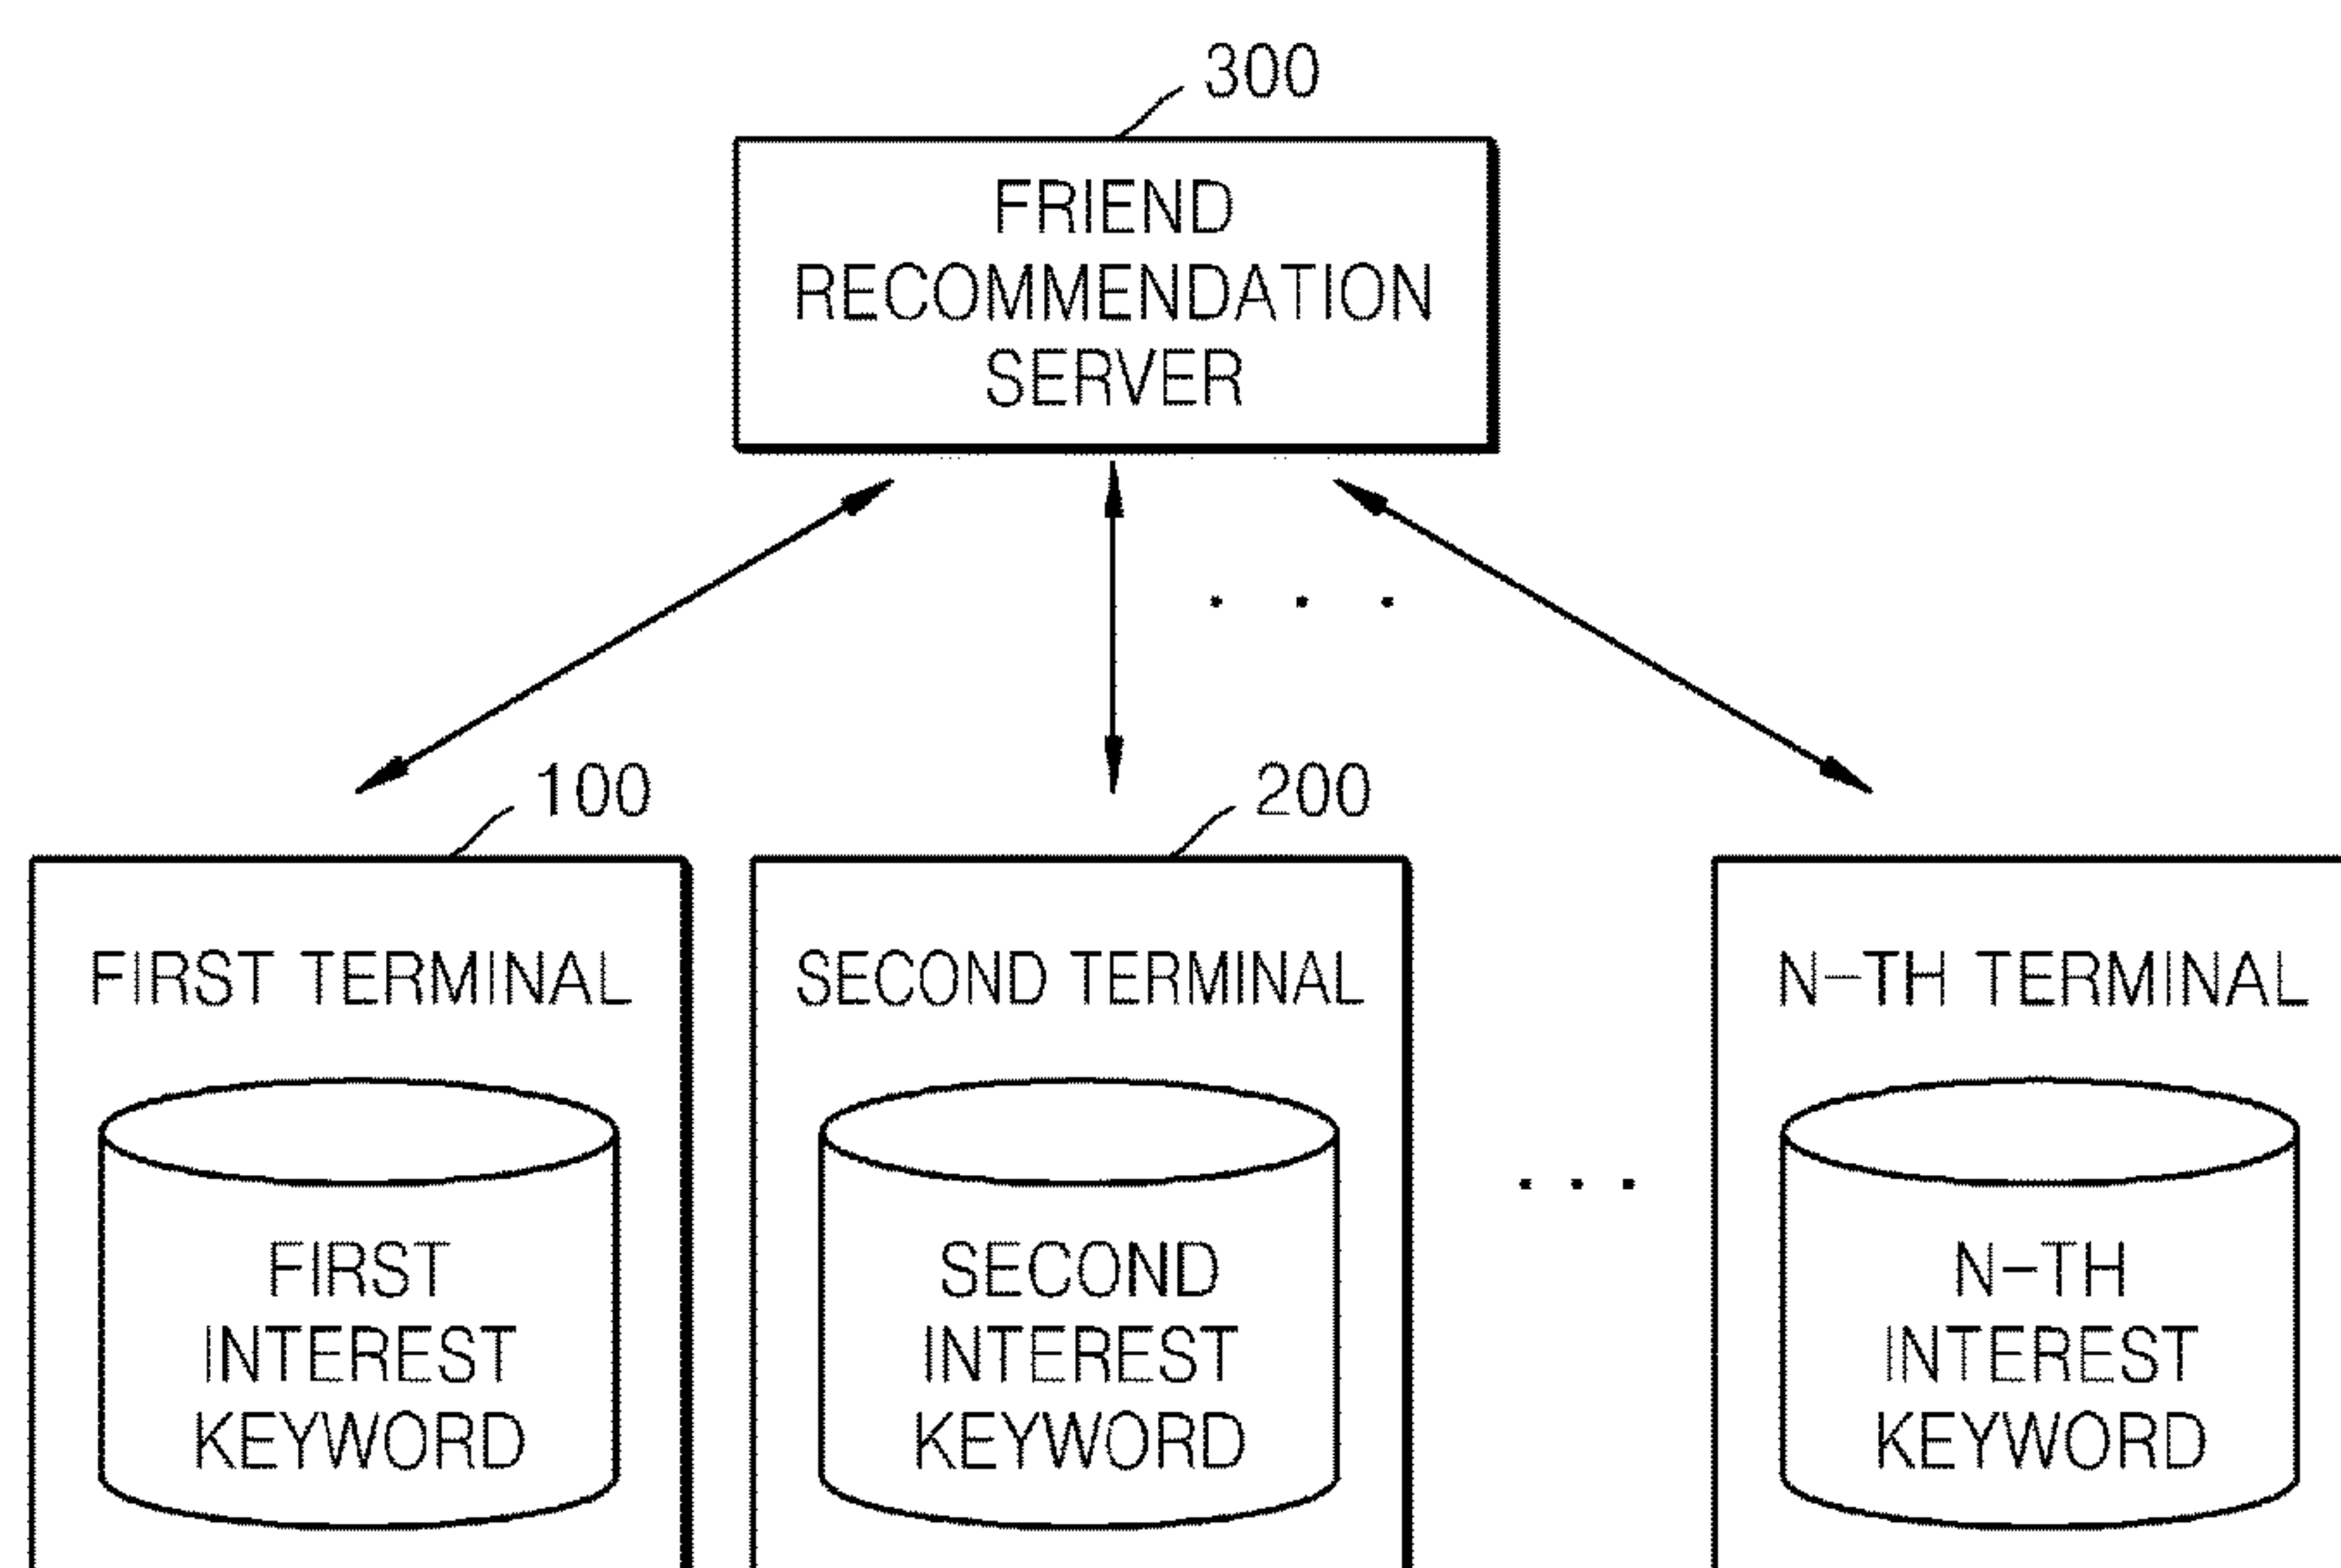 300
FRIEND
RECOMMENDATION
SERVER
. . .
100
200
FIRST TERMINAL
SECOND TERMINAL
N-TH TERMINAL
FIRST
INTEREST
KEYWORD
SECOND
INTEREST
KEYWORD
. . .
N-TH
INTEREST
KEYWORD